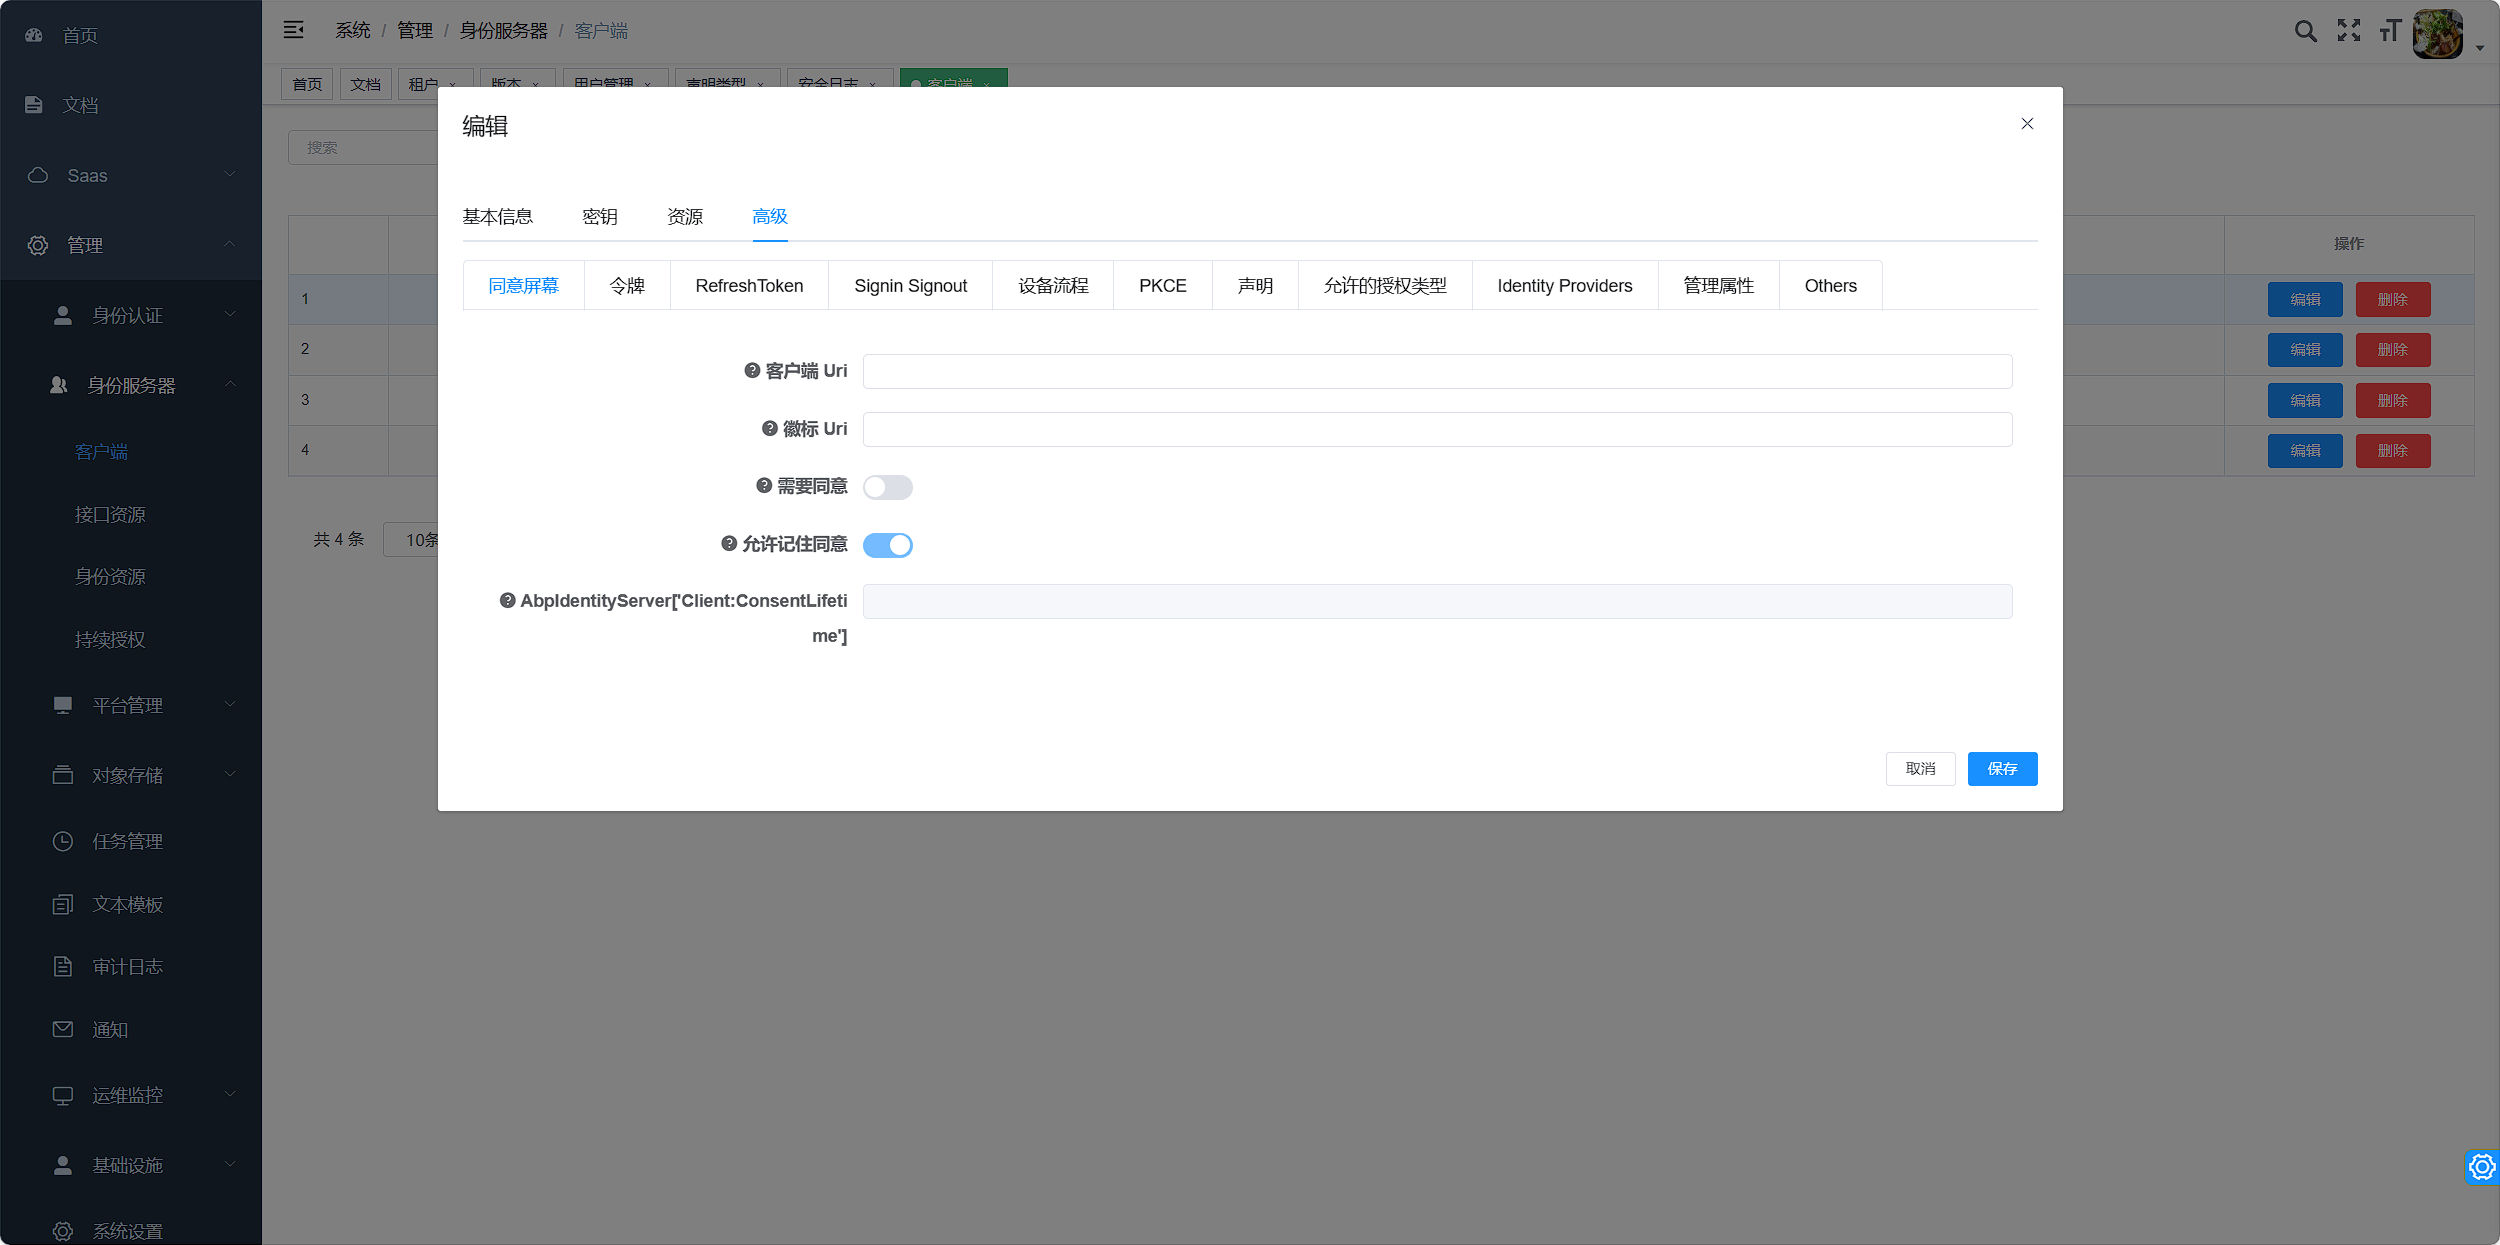 首页
文档
Saas
管理
身份认证
身份服务器
客户端
接口资源
身份资源
持续授权
平台管理
对象存储
任务管理
文本模板
审计日志
通知
运维监控
基础设施
系统设置
系统 / 管理 / 身份服务器 / 客户端
首页 文档 租户 × 版本 × 用户管理 × 声明类型 × 安全日志 × 客户端 ×
搜索
操作
1 编辑 删除
2 编辑 删除
3 编辑 删除
4 编辑 删除
共 4 条 10条
编辑
基本信息 密钥 资源 高级
同意屏幕 令牌 RefreshToken Signin Signout 设备流程 PKCE 声明 允许的授权类型 Identity Providers 管理属性 Others
客户端 Uri
徽标 Uri
需要同意
允许记住同意
AbpIdentityServer['Client:ConsentLifeti
me']
取消 保存